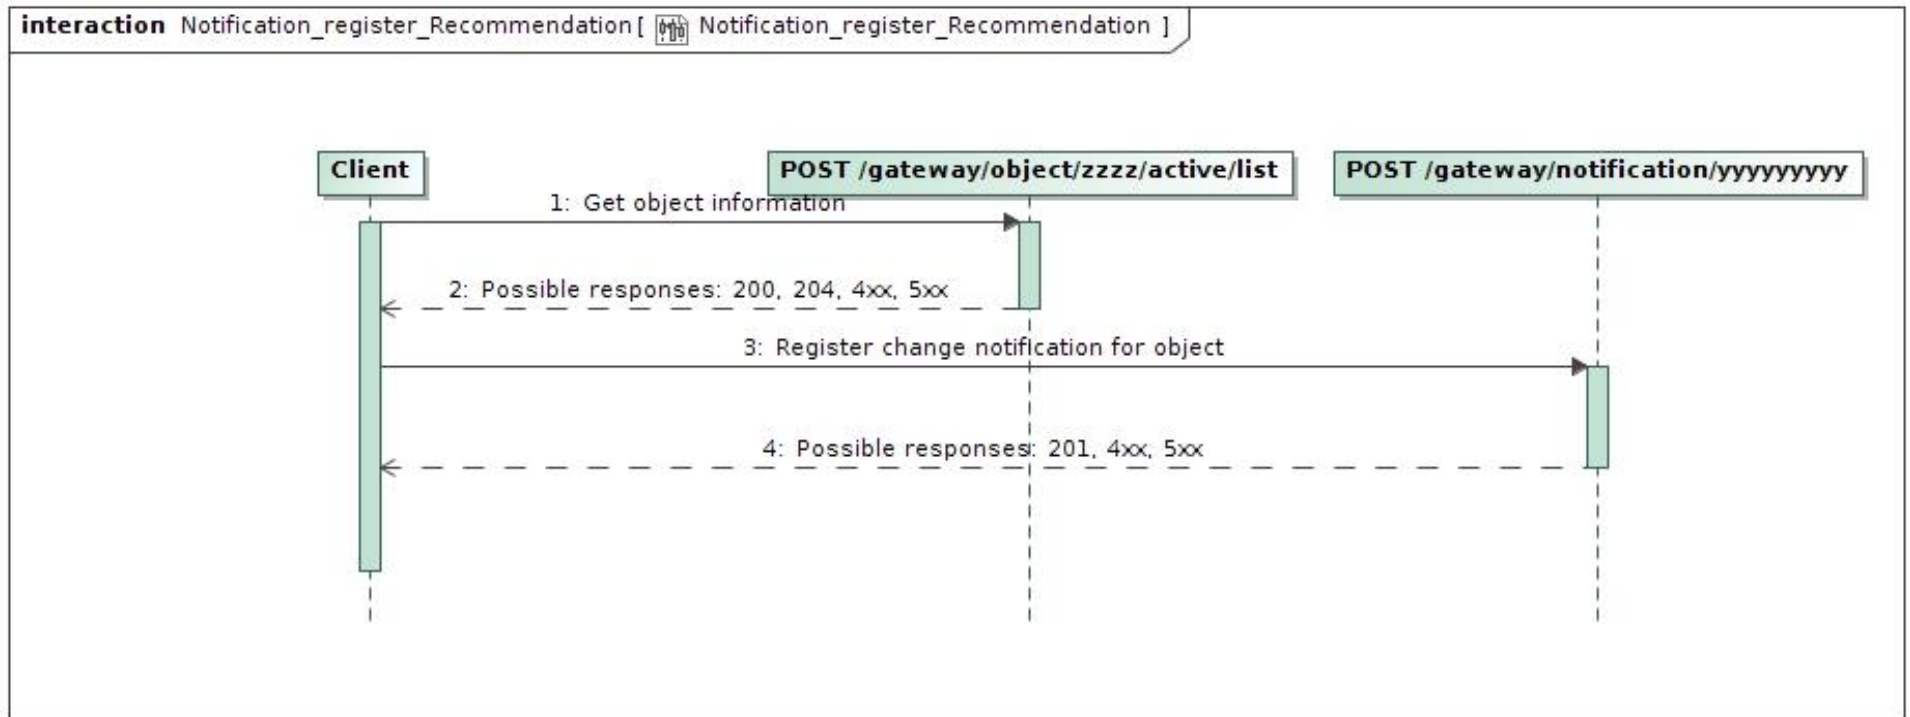 interaction Notification_register_Recommendation [ Notification_register_Recommendation ]
Client
POST /gateway/object/zzzz/active/list
POST /gateway/notification/yyyyyyyyy
1: Get object information
2: Possible responses: 200, 204, 4xx, 5xx
3: Register change notification for object
4: Possible responses: 201, 4xx, 5xx